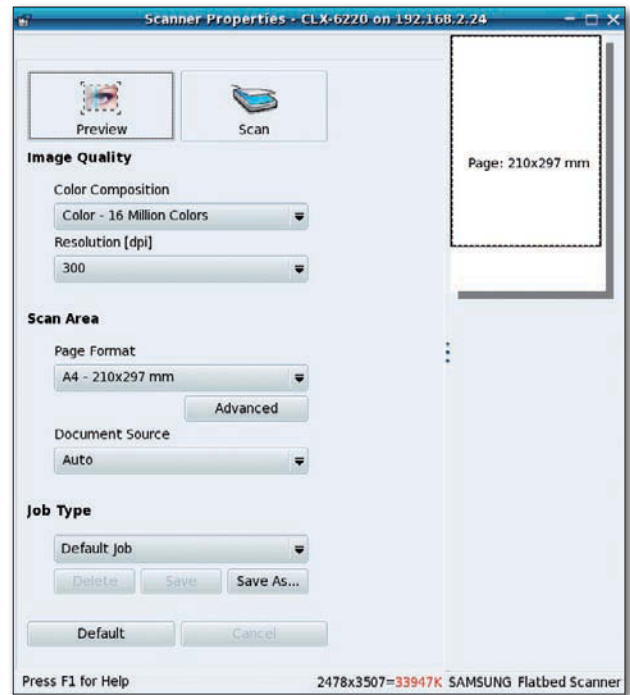 Scanner Properties - CLX-6220 on 192.168.2.24
Preview
Scan
Image Quality
Color Composition
Color - 16 Million Colors
Resolution [dpi]
300
Scan Area
Page Format
A4 - 210x297 mm
Advanced
Document Source
Auto
Job Type
Default Job
Delete Save Save As...
Default Cancel
Page: 210x297 mm
Press F1 for Help 2478x3507=33947K SAMSUNG Flatbed Scanner